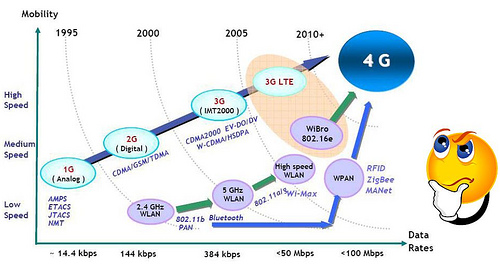 Mobility
1995
2000
2005
2010+
High
Speed
Medium
Speed
Low
Speed
1G
( Analog )
AMPS
ETACS
JTACS
NMT
2G
( Digital )
CDMA/GSM/TDMA
3G
( IMT2000 )
CDMA2000 EV-DO/DV
W-CDMA/HSDPA
3G LTE
WiBro
802.16e
4 G
2.4 GHz
WLAN
802.11b
PAN
Bluetooth
5 GHz
WLAN
802.11a/g
High speed
WLAN
Wi-Max
WPAN
RFID
ZigBee
MANet
Data
Rates
~ 14.4 kbps
144 kbps
384 kbps
<50 Mbps
<100 Mbps